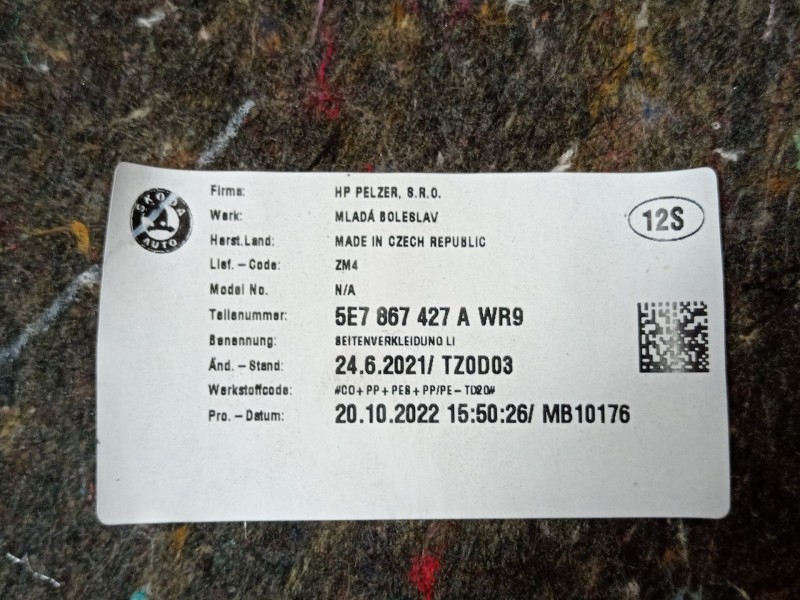 ŠKODA
AUTO
Firma: HP PELZER, S.R.O.
Werk: MLADÁ BOLESLAV
Herst.Land: MADE IN CZECH REPUBLIC
Lief. - Code: ZM4
Model No. N/A
Teilenummer: 5E7 867 427 A WR9
Benennung: SEITENVERKLEIDUNG LI
Änd. - Stand: 24.6.2021/ TZ0D03
Werkstoffcode: #CO+PP+PES+PP/PE-TD20#
Pro. - Datum: 20.10.2022 15:50:26/ MB10176
12S